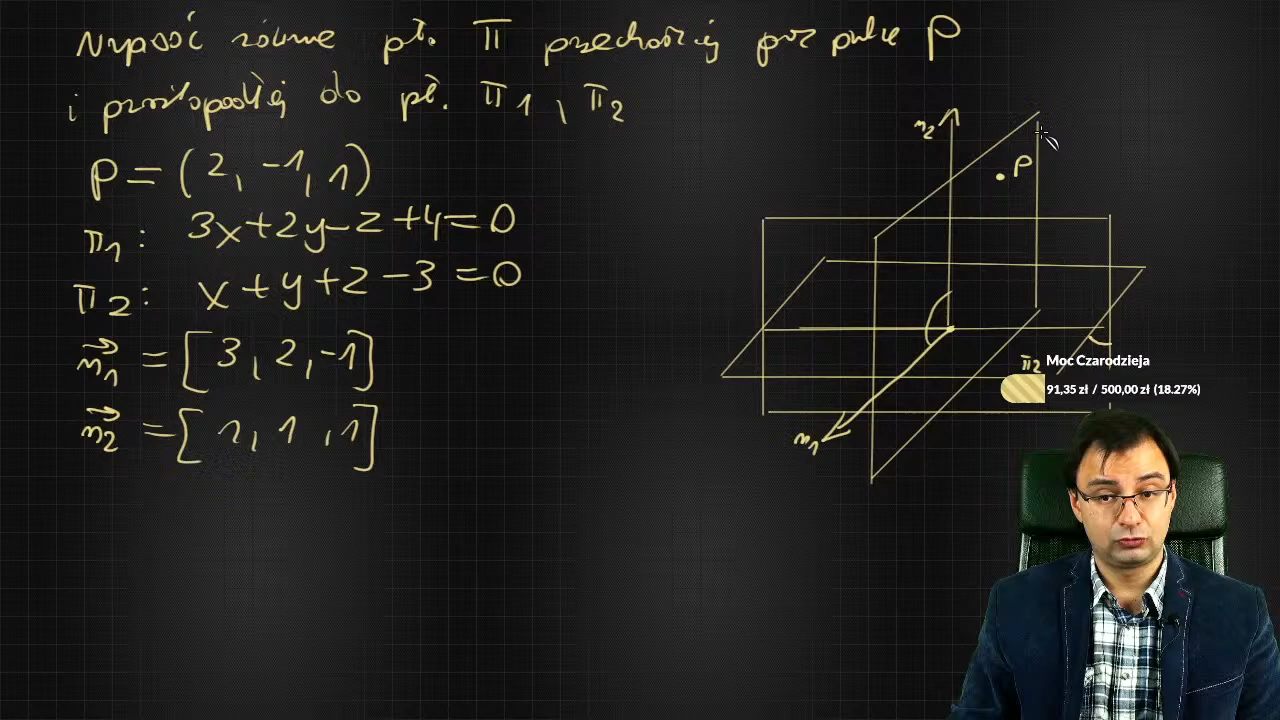 Napisać równanie pł. π przechodzącej przez punkt P
i prostopadłej do pł. π1, π2
P = (2, -1, 1)
π1: 3x+2y-z+4=0
π2: x+y+z-3=0
n1 = [3, 2, -1]
n2 = [1, 1, 1]
n2
P
π2
n1
Moc Czarodzieja
91,35 zł / 500,00 zł (18.27%)